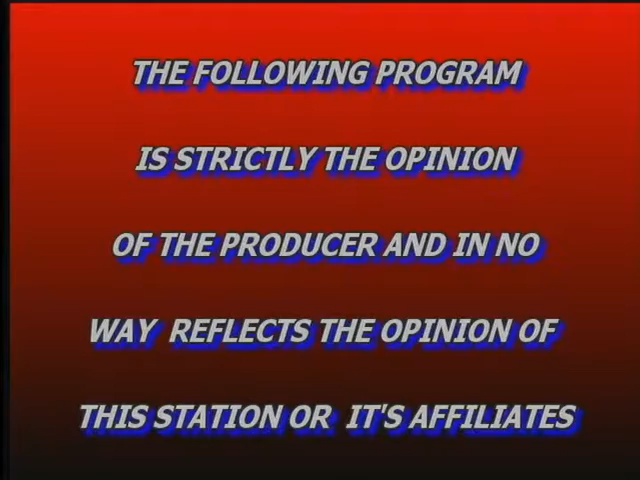 THE FOLLOWING PROGRAM
IS STRICTLY THE OPINION
OF THE PRODUCER AND IN NO
WAY REFLECTS THE OPINION OF
THIS STATION OR IT'S AFFILIATES